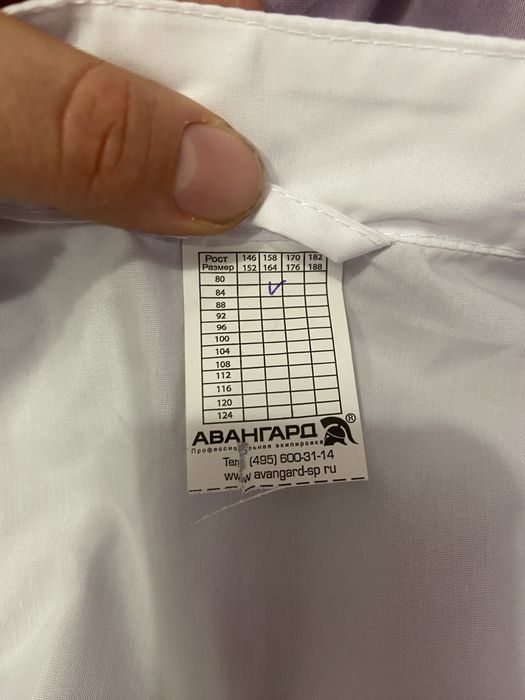 Рост 146 158 170 182
Размер 152 164 176 188
80
84 ✓
88
92
96
100
104
108
112
116
120
124
АВАНГАРД ®
Профессиональная экипировка
Тел (495) 600-31-14
www avangard-sp ru